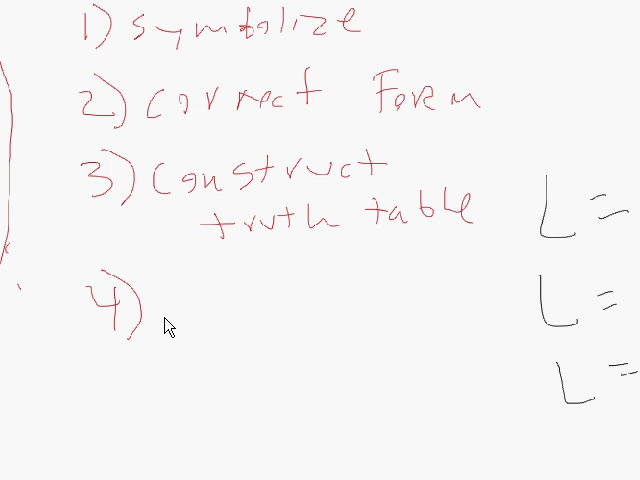 1) symbolize
2) correct Form
3) construct
truth table
L =
4)
L =
L =